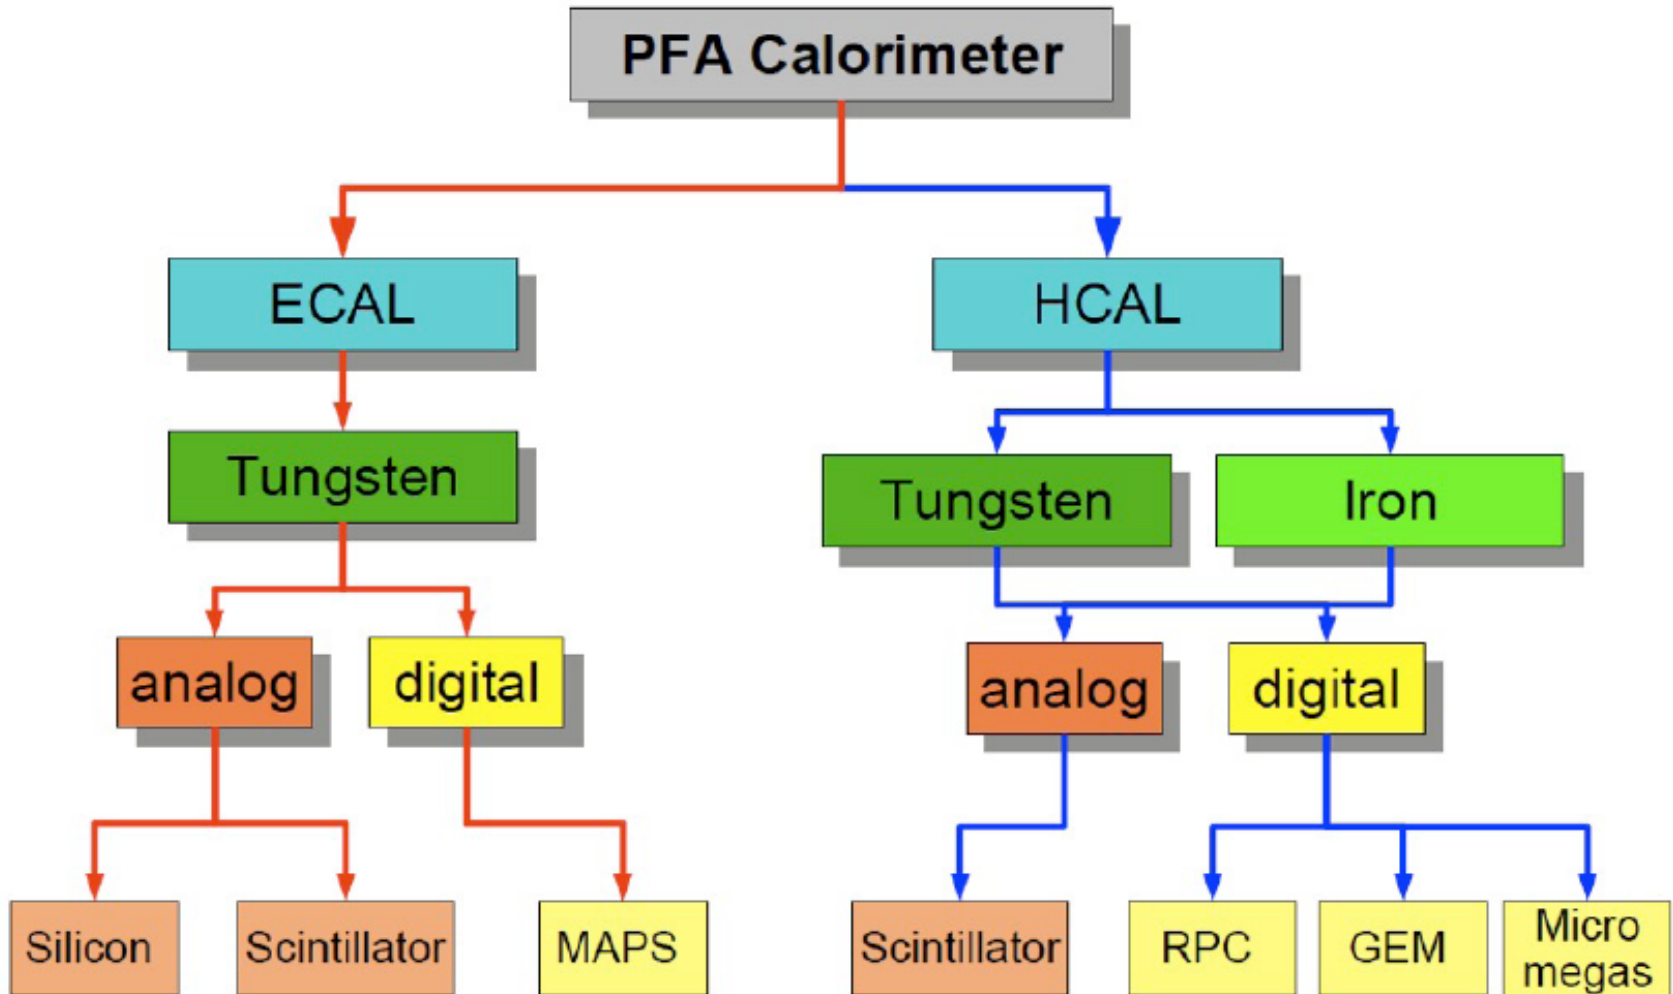 PFA Calorimeter
ECAL
HCAL
Tungsten
Tungsten
Iron
analog
digital
analog
digital
Silicon
Scintillator
MAPS
Scintillator
RPC
GEM
Micro
megas